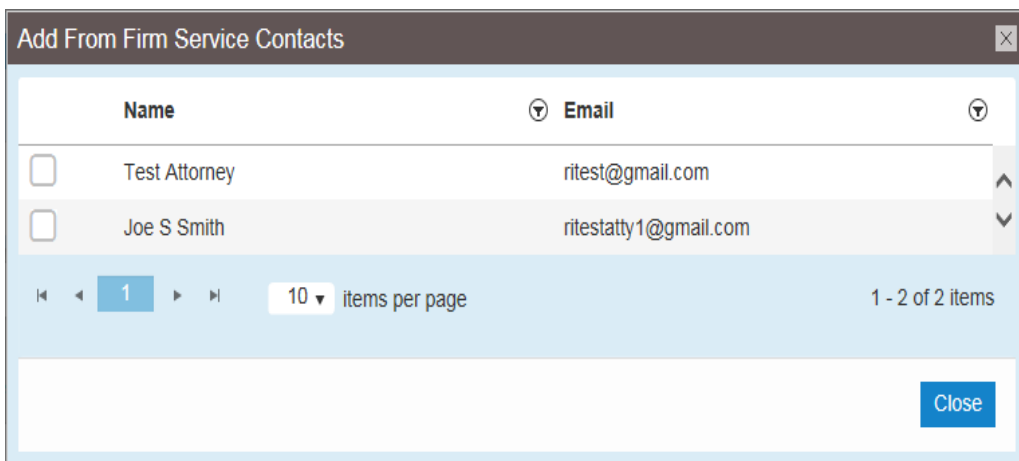 Add From Firm Service Contacts
Name Email
Test Attorney ritest@gmail.com
Joe S Smith ritestatty1@gmail.com
1 10 items per page 1 - 2 of 2 items
Close